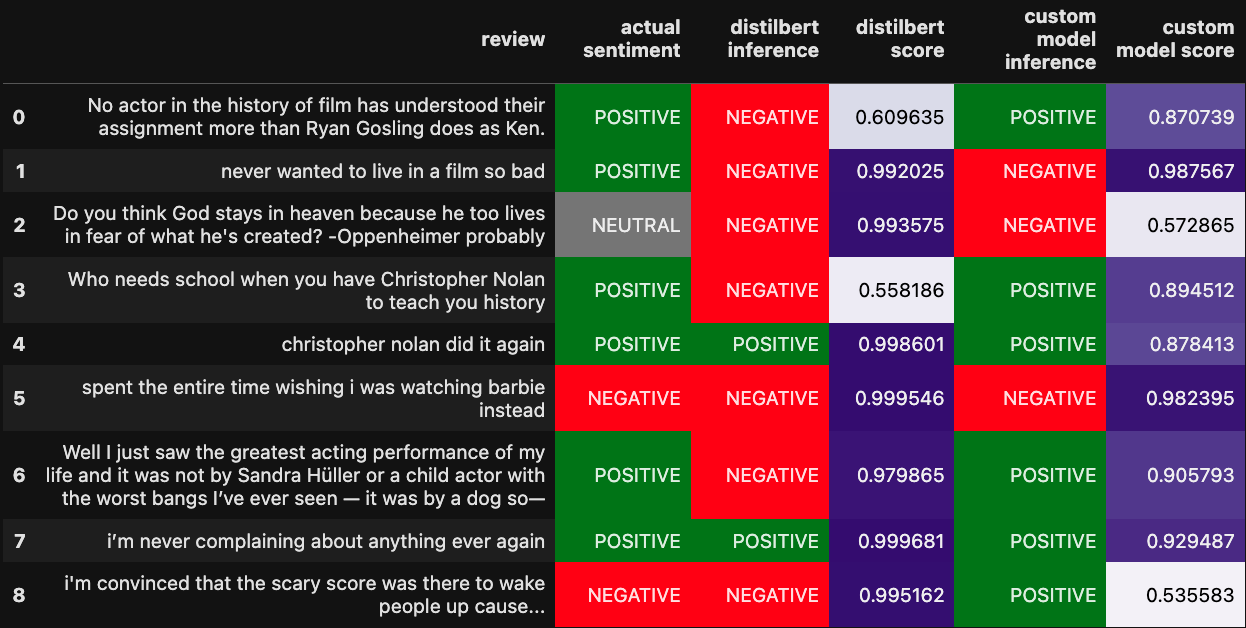 review actual sentiment distilbert inference distilbert score custom model inference custom model score
0 No actor in the history of film has understood their assignment more than Ryan Gosling does as Ken. POSITIVE NEGATIVE 0.609635 POSITIVE 0.870739
1 never wanted to live in a film so bad POSITIVE NEGATIVE 0.992025 NEGATIVE 0.987567
2 Do you think God stays in heaven because he too lives in fear of what he's created? -Oppenheimer probably NEUTRAL NEGATIVE 0.993575 NEGATIVE 0.572865
3 Who needs school when you have Christopher Nolan to teach you history POSITIVE NEGATIVE 0.558186 POSITIVE 0.894512
4 christopher nolan did it again POSITIVE POSITIVE 0.998601 POSITIVE 0.878413
5 spent the entire time wishing i was watching barbie instead NEGATIVE NEGATIVE 0.999546 NEGATIVE 0.982395
6 Well I just saw the greatest acting performance of my life and it was not by Sandra Hüller or a child actor with the worst bangs I’ve ever seen — it was by a dog so— POSITIVE NEGATIVE 0.979865 POSITIVE 0.905793
7 i’m never complaining about anything ever again POSITIVE POSITIVE 0.999681 POSITIVE 0.929487
8 i'm convinced that the scary score was there to wake people up cause... NEGATIVE NEGATIVE 0.995162 POSITIVE 0.535583